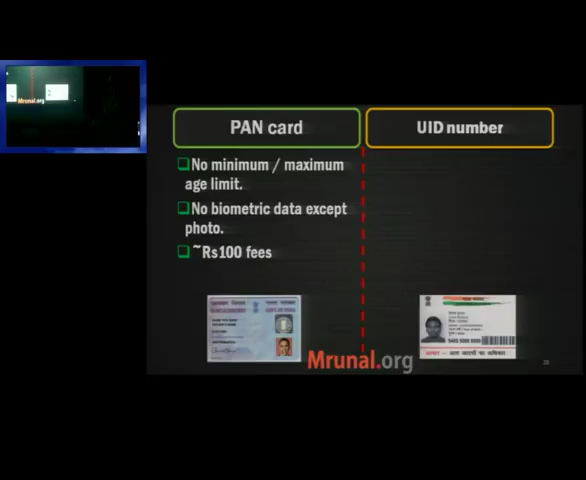 Mrunal.org
PAN card
UID number
No minimum / maximum
age limit.
No biometric data except
photo.
~Rs100 fees
Mrunal.org